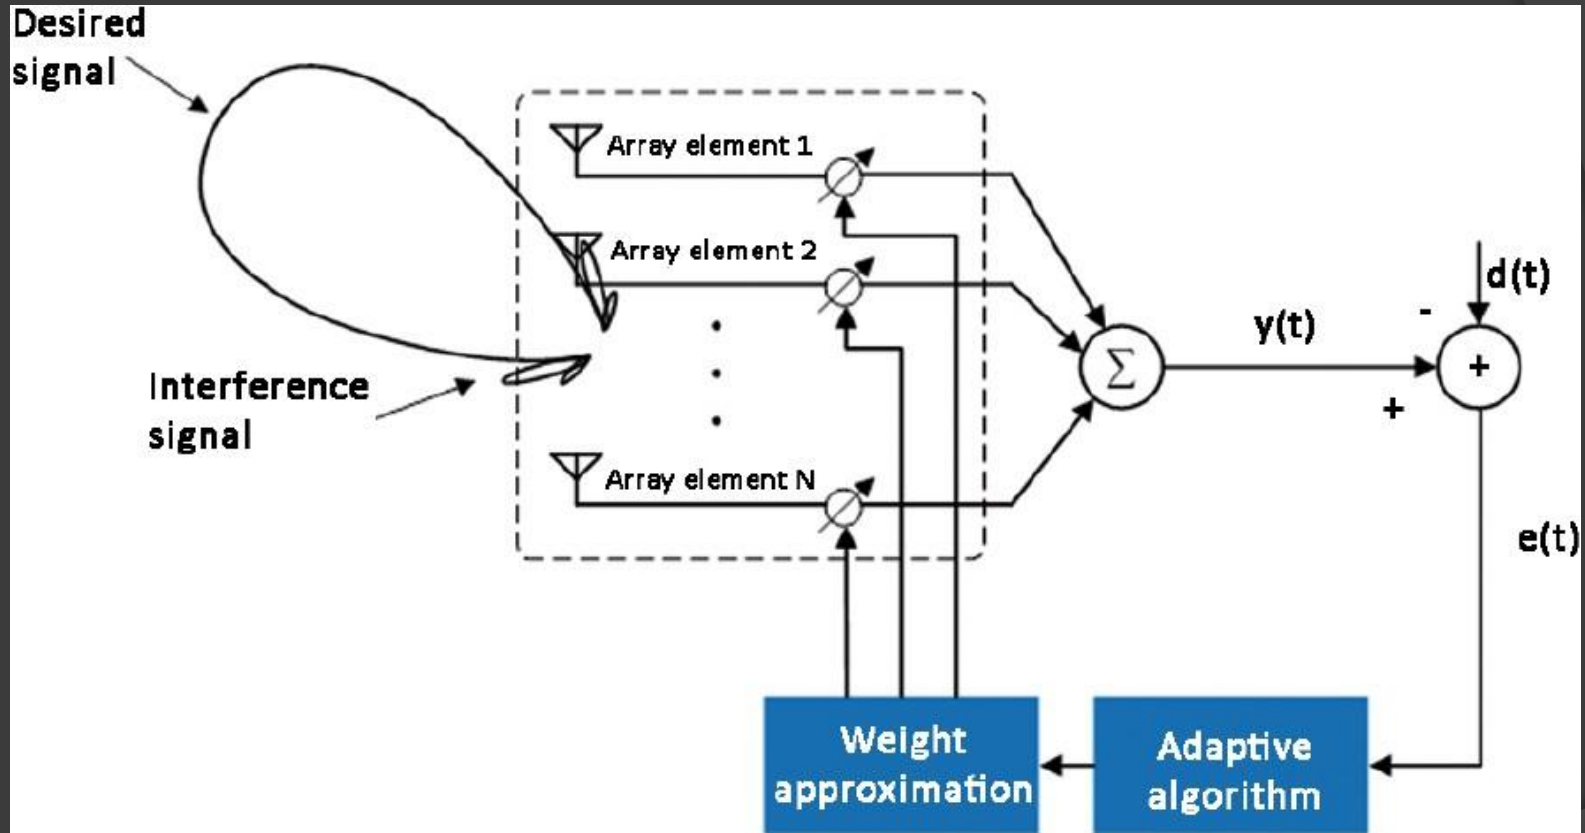 Desired
signal
Array element 1
Array element 2
d(t)
-
y(t)
Σ
+
+
Interference
signal
Array element N
e(t)
Weight
approximation
Adaptive
algorithm